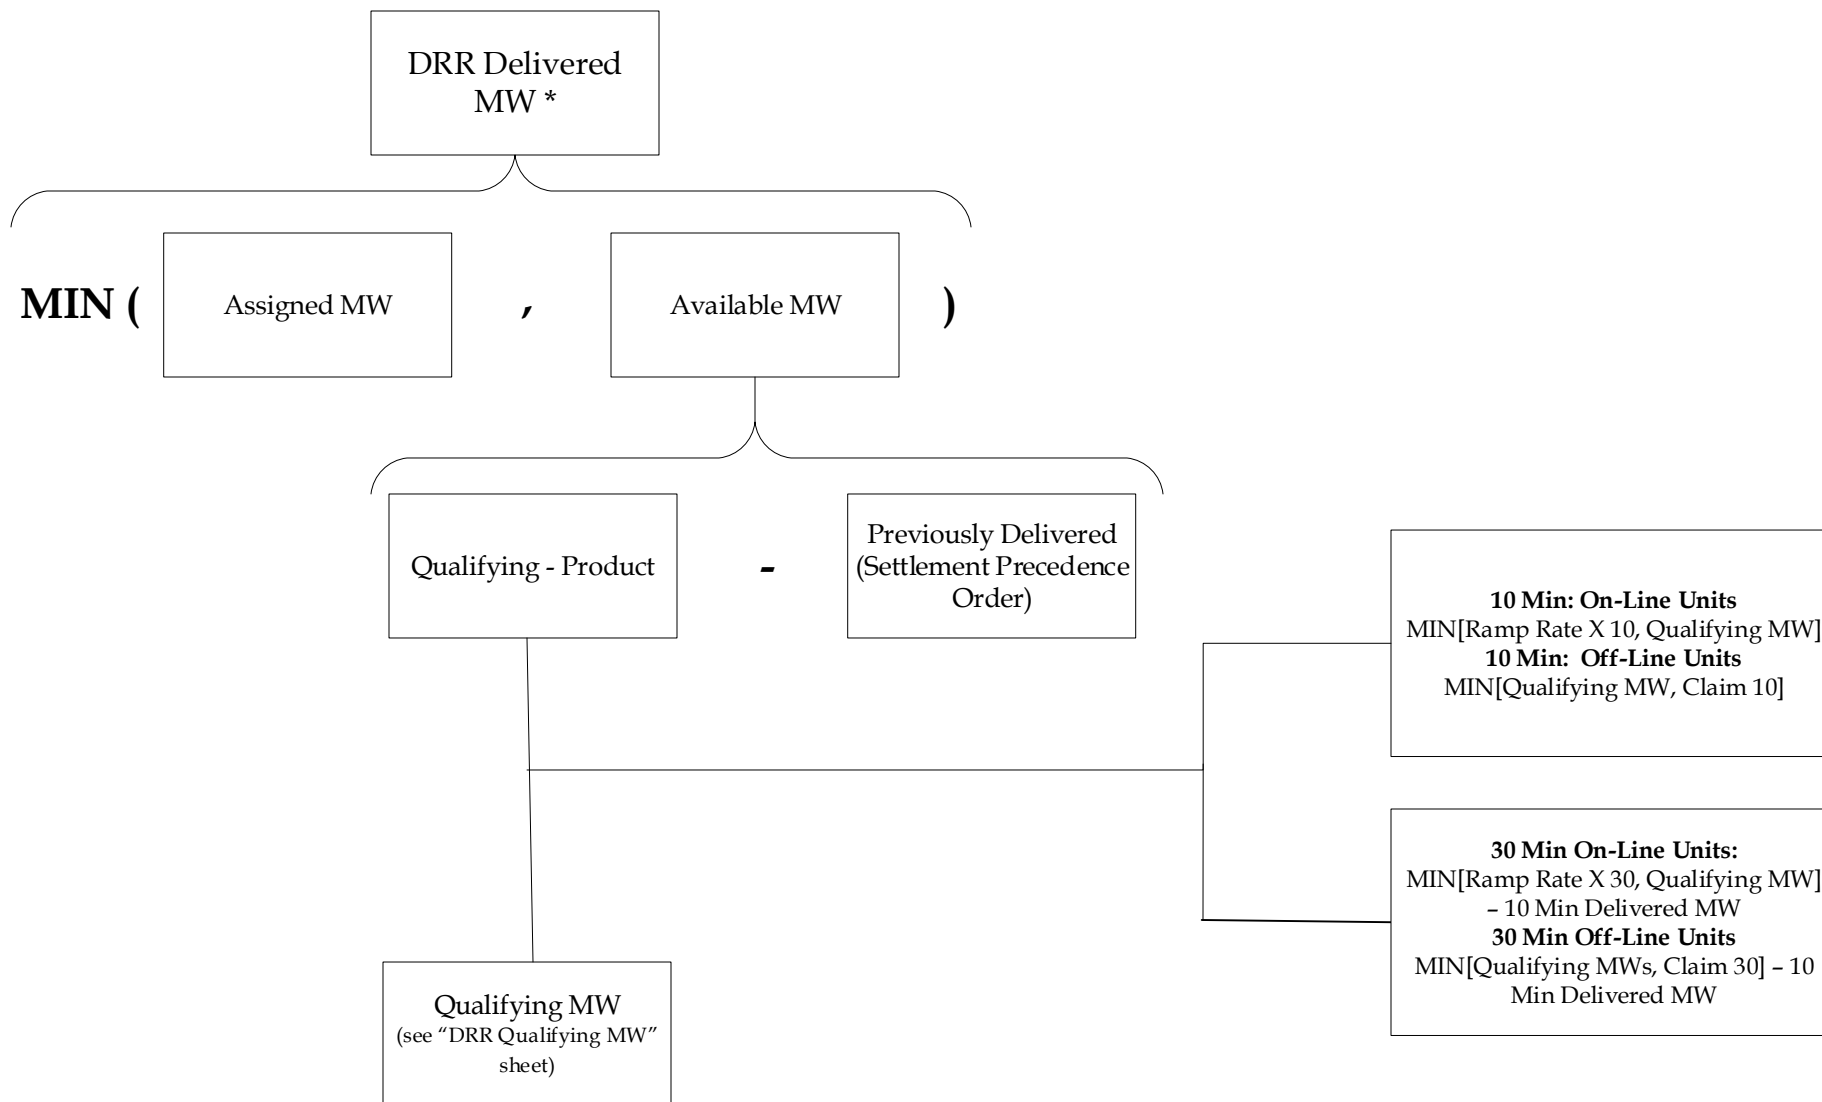 DRR Delivered
MW *
MIN ( Assigned MW , Available MW )
Qualifying - Product - Previously Delivered
(Settlement Precedence
Order)
10 Min: On-Line Units
MIN[Ramp Rate X 10, Qualifying MW]
10 Min:  Off-Line Units
MIN[Qualifying MW, Claim 10]
30 Min On-Line Units:
MIN[Ramp Rate X 30, Qualifying MW]
– 10 Min Delivered MW
30 Min Off-Line Units
MIN[Qualifying MWs, Claim 30] – 10
Min Delivered MW
Qualifying MW
(see “DRR Qualifying MW”
sheet)